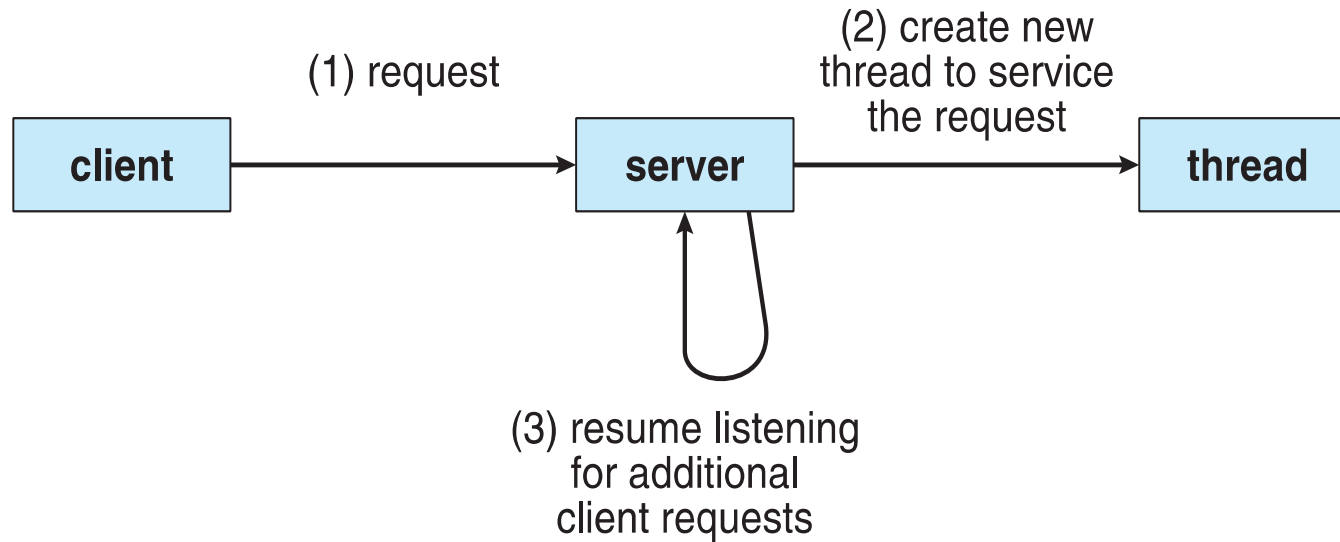 (1) request
(2) create new
thread to service
the request
client
server
thread
(3) resume listening
for additional
client requests